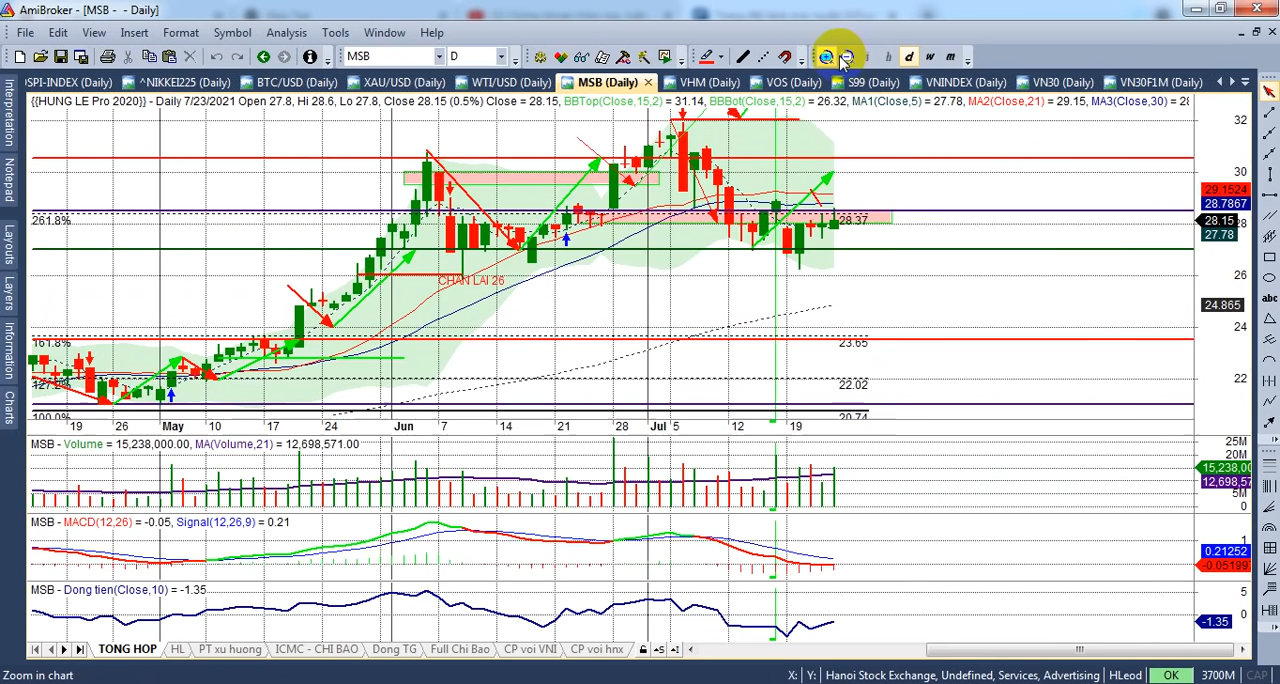 AmiBroker - [MSB - - Daily]
File Edit View Insert Format Symbol Analysis Tools Window Help
MSB D h d w m
SPI-INDEX (Daily) ^NIKKEI225 (Daily) BTC/USD (Daily) XAU/USD (Daily) WTI/USD (Daily) MSB (Daily) VHM (Daily) VOS (Daily) S99 (Daily) VNINDEX (Daily) VN30 (Daily) VN30F1M (Daily)
{{HUNG LE Pro 2020}} - Daily 7/23/2021 Open 27.8, Hi 28.6, Lo 27.8, Close 28.15 (0.5%) Close = 28.15, BBTop(Close,15,2) = 31.14, BBBot(Close,15,2) = 26.32, MA1(Close,5) = 27.78, MA2(Close,21) = 29.15, MA3(Close,30) = 28
Interpretation
Notepad
Layouts
Layers
Information
Charts
32
30
29.1524
28.7867
261.8% 28.37 28.15 28
27.78
26
CHAN LAI 26
24.865
24
161.8% 23.65
127.2% 22.02 22
100.0% 20.74
19 26 May 10 17 24 Jun 7 14 21 28 Jul 5 12 19
MSB - Volume = 15,238,000.00, MA(Volume,21) = 12,698,571.00
25M
20M
15,238,00
12,698,57
5M
MSB - MACD(12,26) = -0.05, Signal(12,26,9) = 0.21
1
0.21252
-0.05199
MSB - Dong tien(Close,10) = -1.35
5
0
-1.35
TONG HOP HL PT xu huong ICMC - CHI BAO Dong TG Full Chi Bao CP voi VNI CP voi hnx
abc
Zoom in chart X: Y: Hanoi Stock Exchange, Undefined, Services, Advertising HLeod OK 3700M CAP